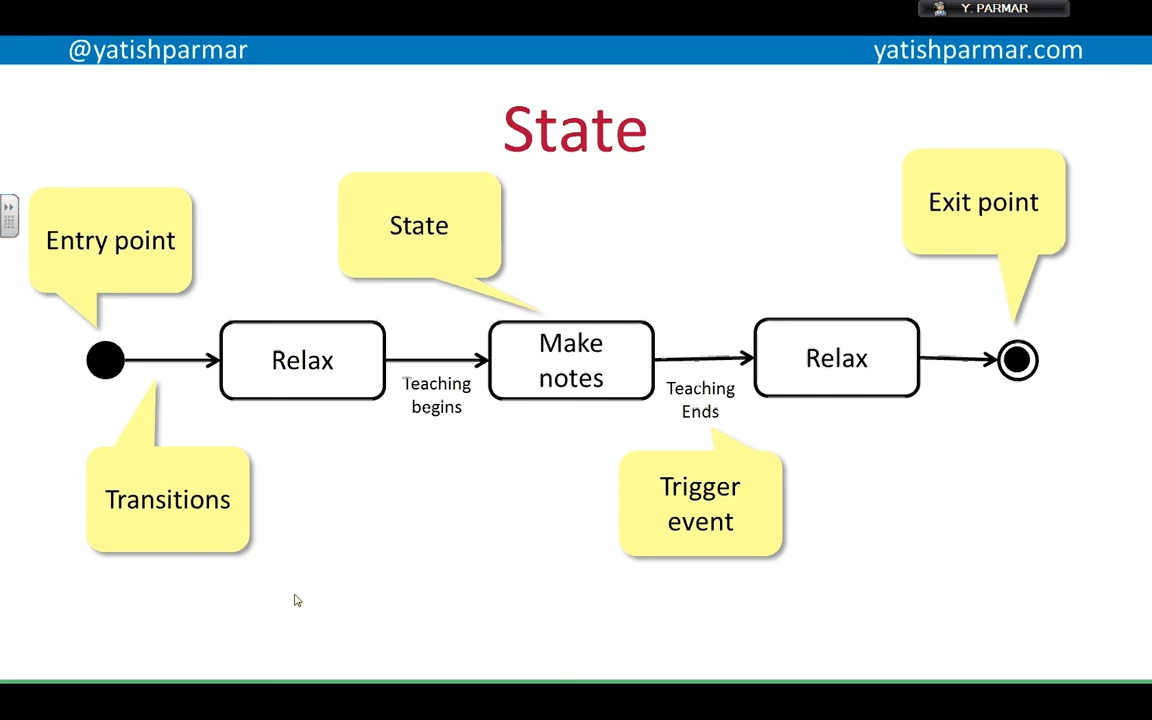 Y. PARMAR
@yatishparmar
yatishparmar.com
State
Entry point
State
Exit point
Relax
Teaching
begins
Make
notes
Teaching
Ends
Relax
Transitions
Trigger
event